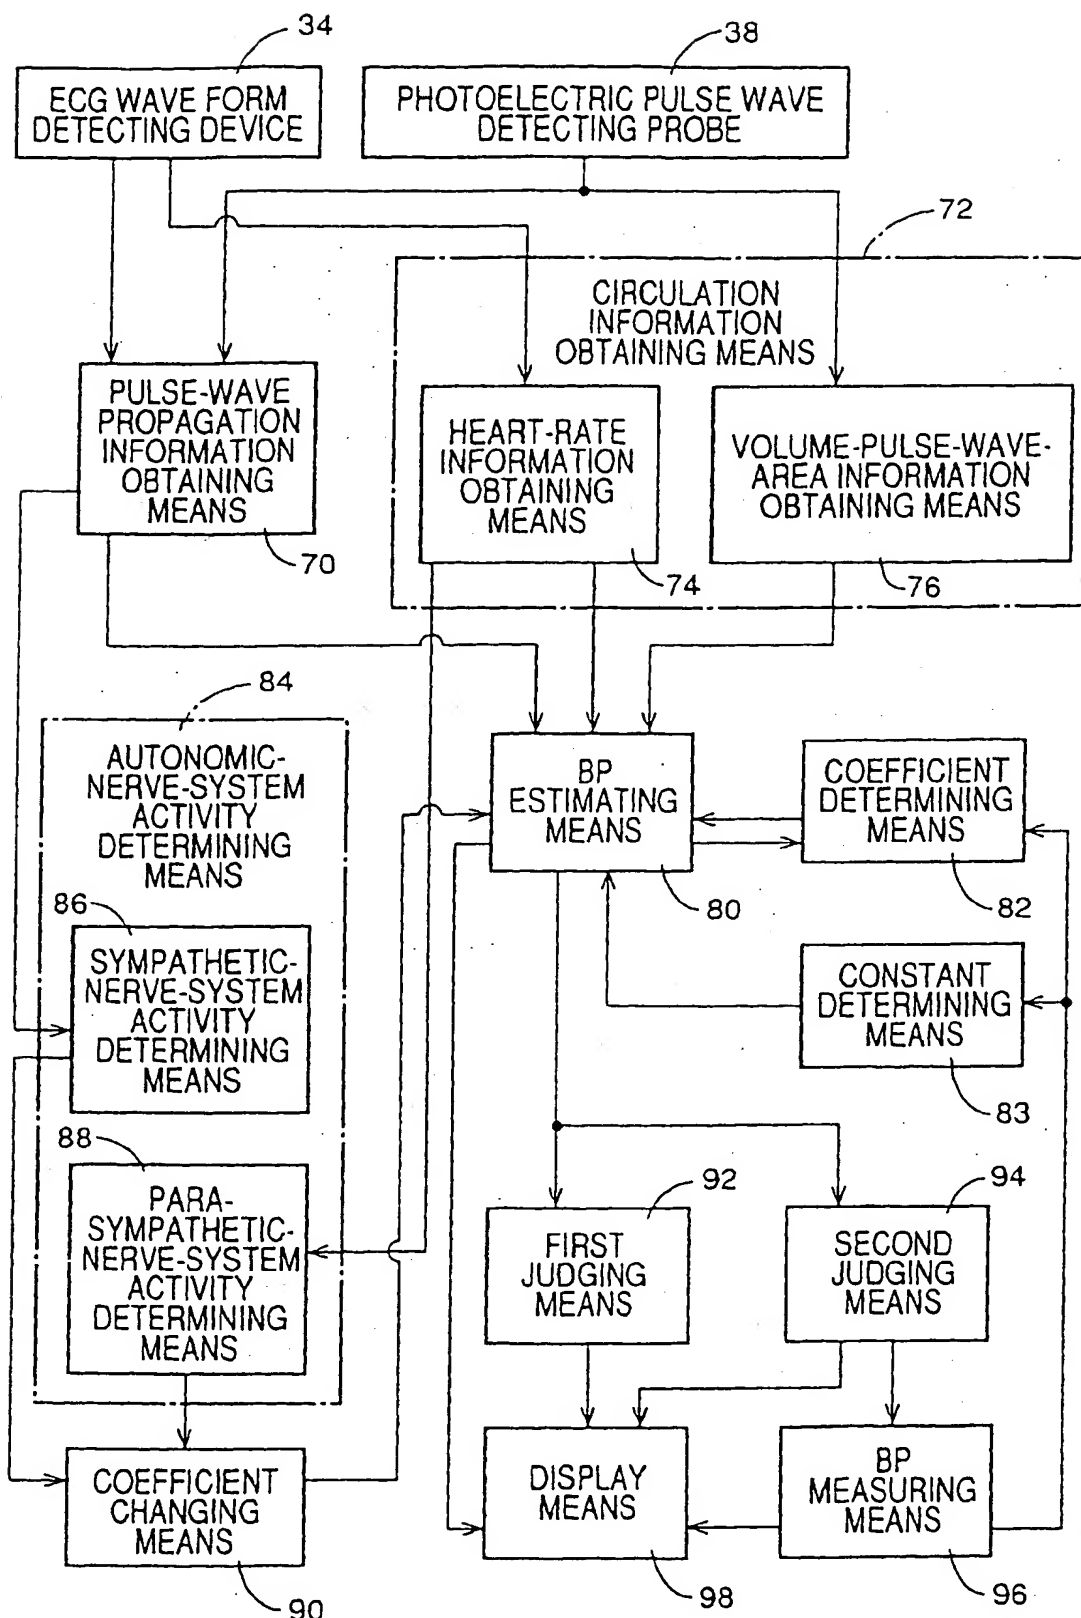 34
38
ECG WAVE FORM
DETECTING DEVICE
PHOTOELECTRIC PULSE WAVE
DETECTING PROBE
72
CIRCULATION
INFORMATION
OBTAINING MEANS
PULSE-WAVE
PROPAGATION
INFORMATION
OBTAINING
MEANS
70
HEART-RATE
INFORMATION
OBTAINING
MEANS
74
VOLUME-PULSE-WAVE-
AREA INFORMATION
OBTAINING MEANS
76
84
AUTONOMIC-
NERVE-SYSTEM
ACTIVITY
DETERMINING
MEANS
BP
ESTIMATING
MEANS
80
COEFFICIENT
DETERMINING
MEANS
82
86
SYMPATHETIC-
NERVE-SYSTEM
ACTIVITY
DETERMINING
MEANS
CONSTANT
DETERMINING
MEANS
83
88
PARA-
SYMPATHETIC-
NERVE-SYSTEM
ACTIVITY
DETERMINING
MEANS
92
FIRST
JUDGING
MEANS
94
SECOND
JUDGING
MEANS
COEFFICIENT
CHANGING
MEANS
90
DISPLAY
MEANS
98
BP
MEASURING
MEANS
96